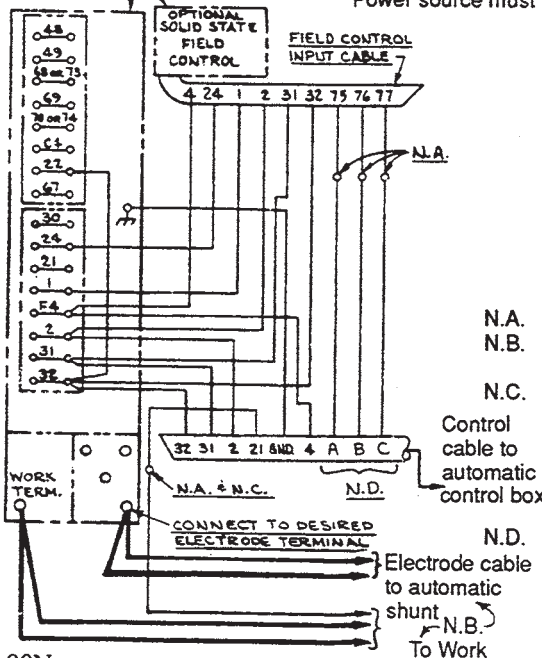 Power source must
OPTIONAL
SOLID STATE
FIELD
CONTROL
FIELD CONTROL
INPUT CABLE
4 24 1 2 31 32 75 76 77
N.A.
48
49
68 OR 73
69
70 OR 74
C1
22
67
30
24
21
1
F4
2
31
32
N.A.
N.B.
N.C.
Control
cable to
automatic
control box
32 31 2 21 GND. 4 A B C
N.A. & N.C.
N.D.
WORK
TERM.
CONNECT TO DESIRED
ELECTRODE TERMINAL
N.D.
Electrode cable
to automatic
shunt
N.B.
To Work